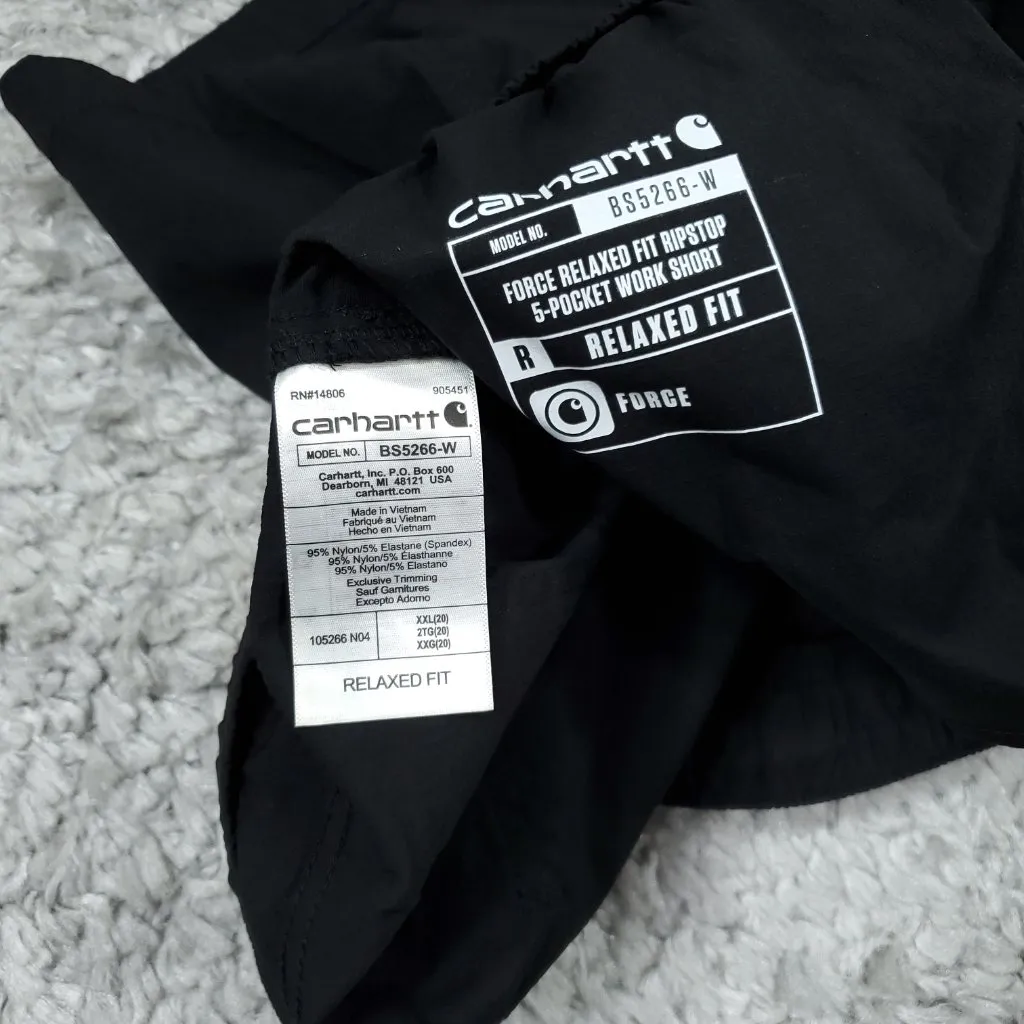 carhartt
MODEL NO. BS5266-W
FORCE RELAXED FIT RIPSTOP
5-POCKET WORK SHORT
R RELAXED FIT
FORCE
RN#14806 905451
carhartt
MODEL NO. BS5266-W
Carhartt, Inc. P.O. Box 600
Dearborn, MI 48121 USA
carhartt.com
Made in Vietnam
Fabriqué au Vietnam
Hecho en Vietnam
95% Nylon/5% Elastane (Spandex)
95% Nylon/5% Élasthanne
95% Nylon/5% Elastano
Exclusive Trimming
Sauf Garnitures
Excepto Adorno
105266 N04
XXL(20)
2TG(20)
XXG(20)
RELAXED FIT